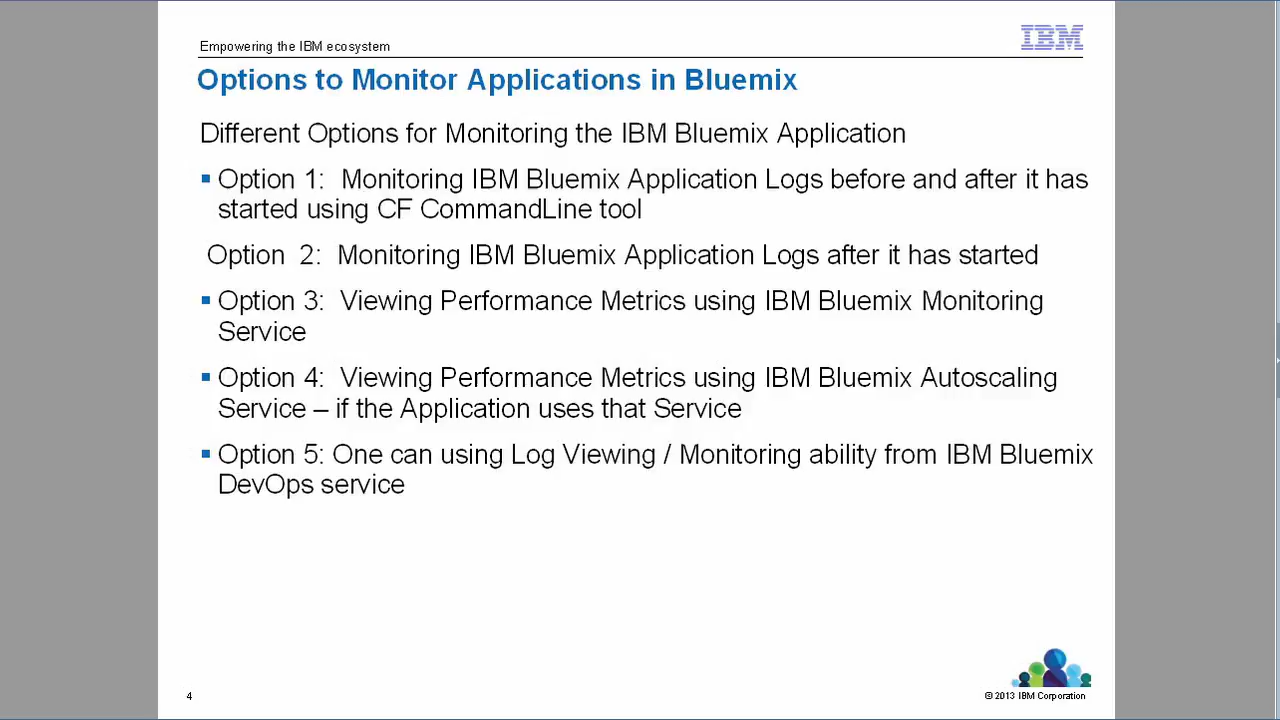 Empowering the IBM ecosystem
IBM
Options to Monitor Applications in Bluemix
Different Options for Monitoring the IBM Bluemix Application
Option 1: Monitoring IBM Bluemix Application Logs before and after it has
started using CF CommandLine tool
Option 2: Monitoring IBM Bluemix Application Logs after it has started
Option 3: Viewing Performance Metrics using IBM Bluemix Monitoring
Service
Option 4: Viewing Performance Metrics using IBM Bluemix Autoscaling
Service – if the Application uses that Service
Option 5: One can using Log Viewing / Monitoring ability from IBM Bluemix
DevOps service
4
© 2013 IBM Corporation